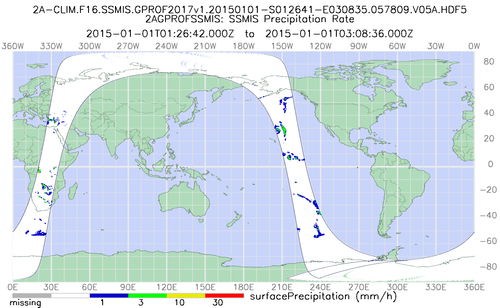 2A-CLIM.F16.SSMIS.GPROF2017v1.20150101-S012641-E030835.057809.V05A.HDF5
2AGPROFSSMIS: SSMIS Precipitation Rate
2015-01-01T01:26:42.000Z to 2015-01-01T03:08:36.000Z
360W 330W 300W 270W 240W 210W 180W 150W 120W 90W 60W 30W 0W
80
60
40
20
0
-20
-40
-60
-80
0E 30E 60E 90E 120E 150E 180E 210E 240E 270E 300E 330E 360E
missing 1 3 10 30 surfacePrecipitation (mm/h)